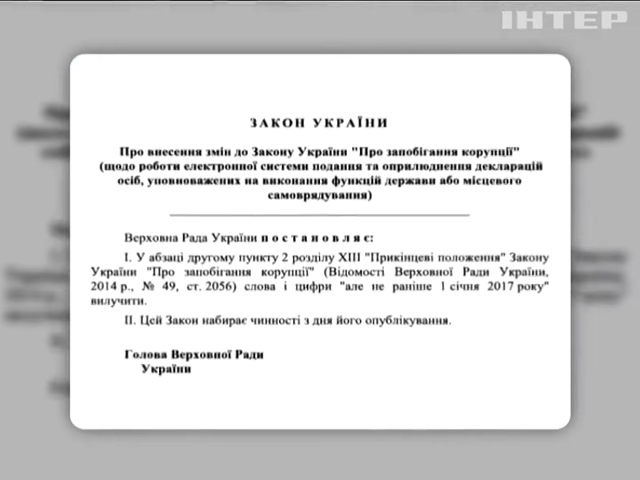 ІНТЕР
ЗАКОН УКРАЇНИ
Про внесення змін до Закону України "Про запобігання корупції"
(щодо роботи електронної системи подання та оприлюднення декларацій
осіб, уповноважених на виконання функцій держави або місцевого
самоврядування)
Верховна Рада України постановляє:
І. У абзаці другому пункту 2 розділу ХІІІ "Прикінцеві положення" Закону
України "Про запобігання корупції" (Відомості Верховної Ради України,
2014 р., № 49, ст. 2056) слова і цифри "але не раніше 1 січня 2017 року"
вилучити.
ІІ. Цей Закон набирає чинності з дня його опублікування.
Голова Верховної Ради
України